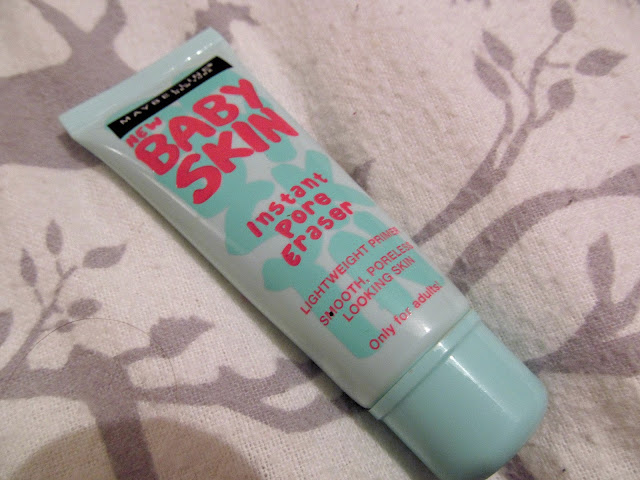 MAYBELLINE
NEW
BABY
SKIN
Instant
Pore
Eraser
LIGHTWEIGHT PRIMER
SMOOTH, PORELESS
LOOKING SKIN
Only for adults!